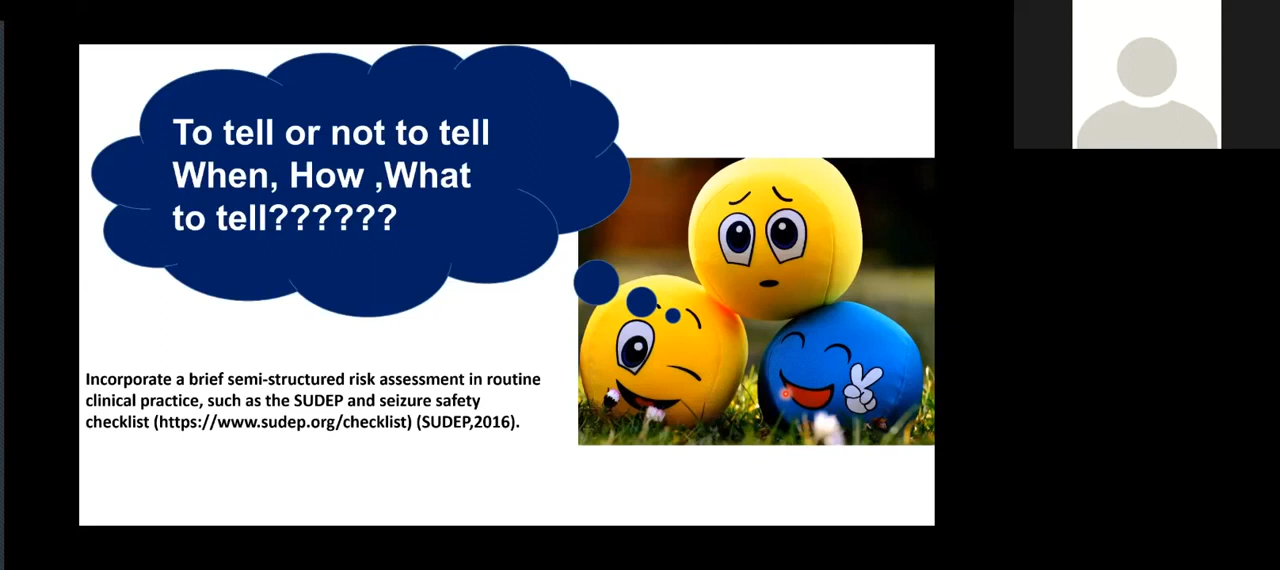 To tell or not to tell
When, How ,What
to tell??????
Incorporate a brief semi-structured risk assessment in routine
clinical practice, such as the SUDEP and seizure safety
checklist (https://www.sudep.org/checklist) (SUDEP,2016).